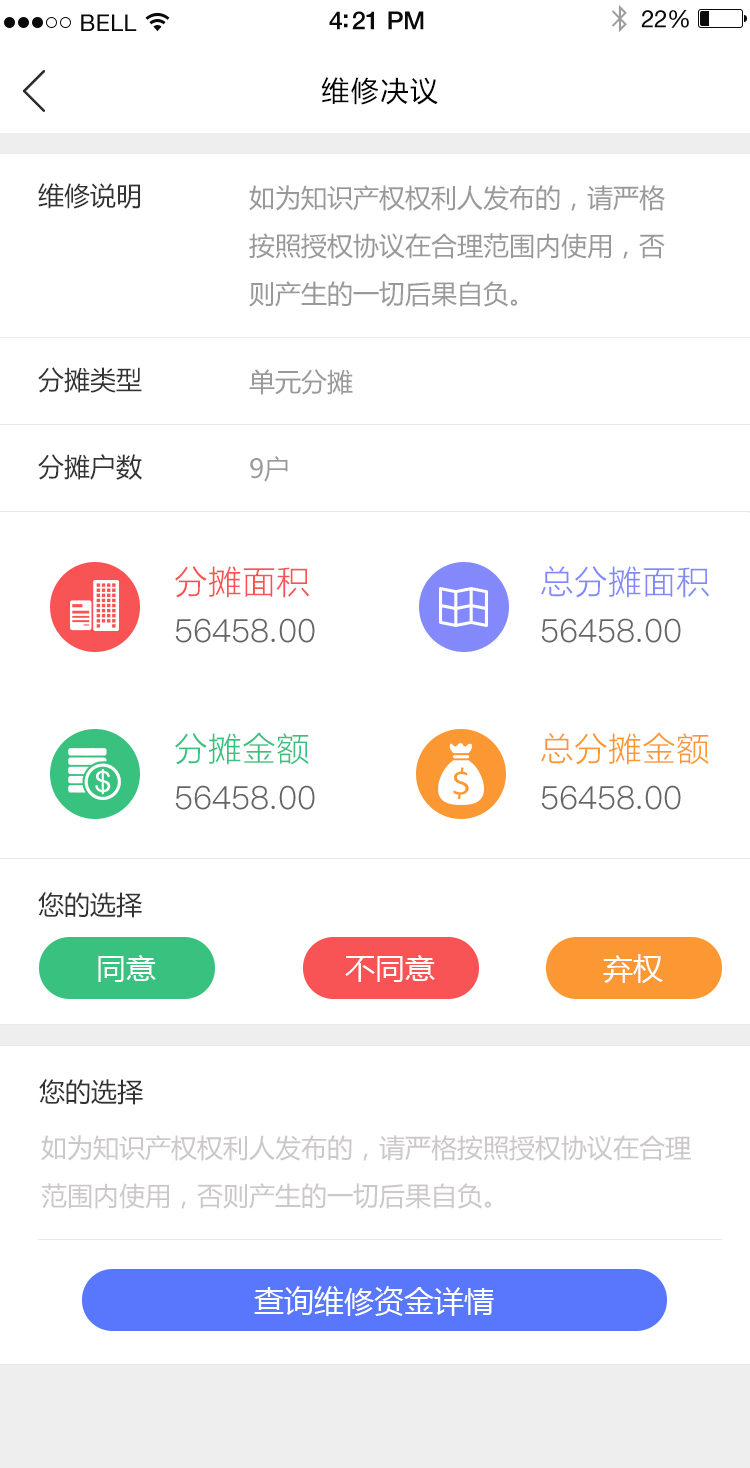 BELL
4:21 PM
22%
维修决议
维修说明
如为知识产权权利人发布的，请严格
按照授权协议在合理范围内使用，否
则产生的一切后果自负。
分摊类型
单元分摊
分摊户数
9户
分摊面积
56458.00
总分摊面积
56458.00
分摊金额
56458.00
总分摊金额
56458.00
您的选择
同意
不同意
弃权
您的选择
如为知识产权权利人发布的，请严格按照授权协议在合理
范围内使用，否则产生的一切后果自负。
查询维修资金详情